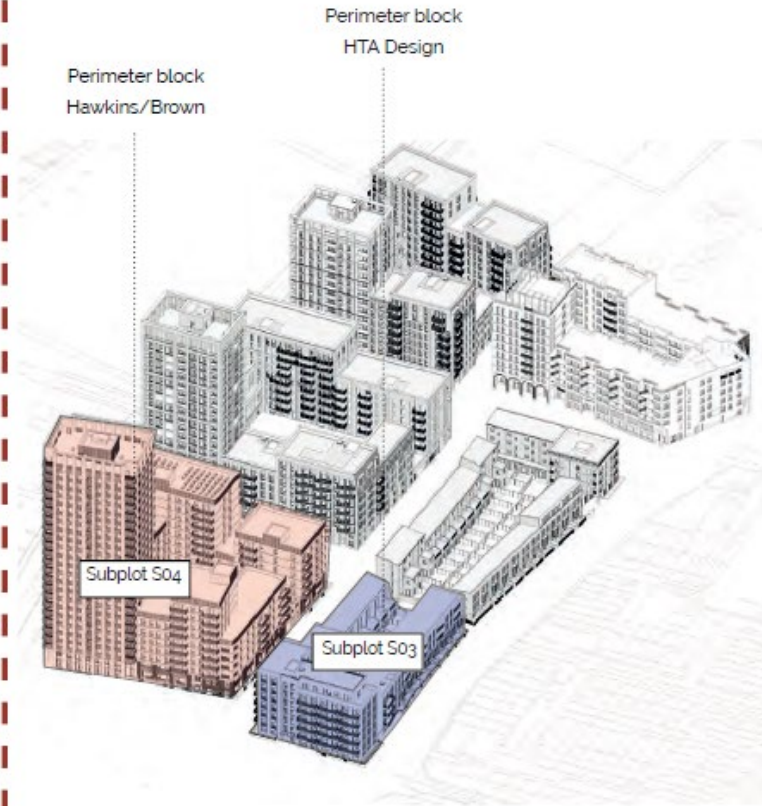 Perimeter block
HTA Design
Perimeter block
Hawkins/Brown
Subplot S04
Subplot S03